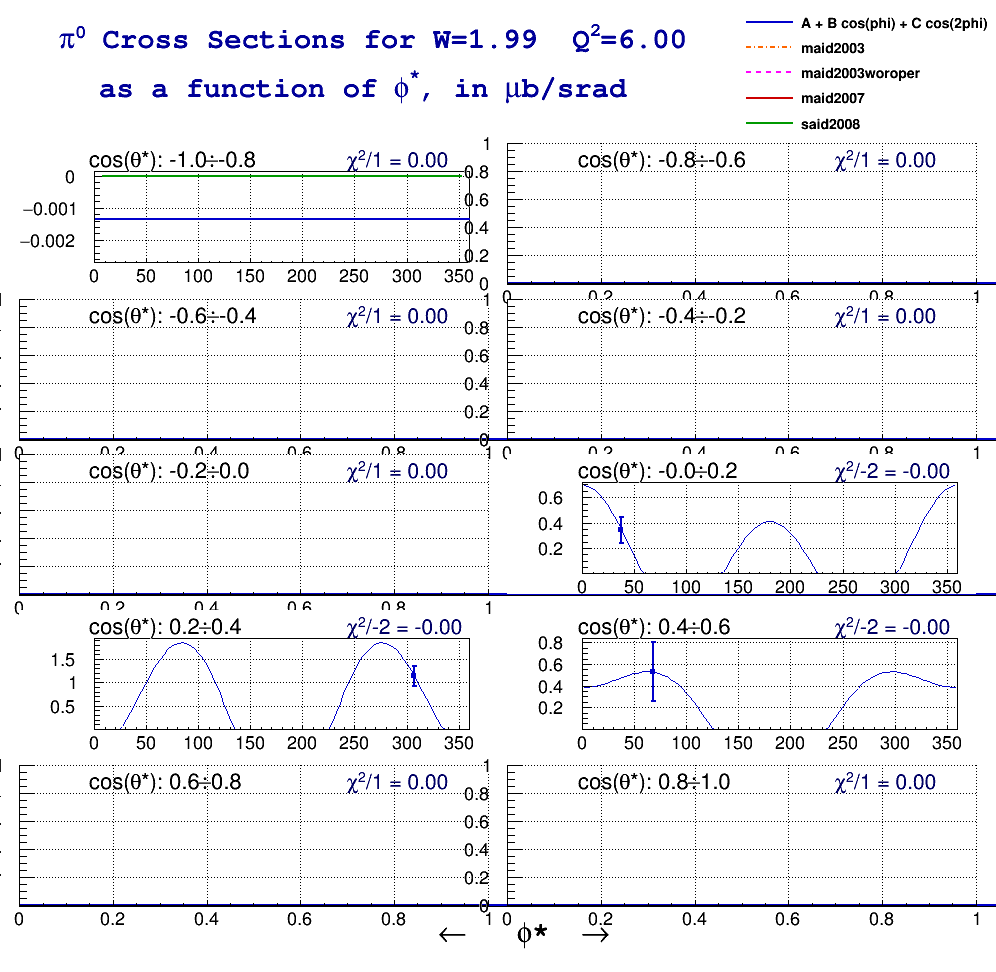 π⁰ Cross Sections for W=1.99 Q²=6.00
as a function of ϕ*, in μb/srad
A + B cos(phi) + C cos(2phi)
maid2003
maid2003woroper
maid2007
said2008
cos(θ*): -1.0÷-0.8 χ²/1 = 0.00
0
−0.001
−0.002
0 50 100 150 200 250 300 350
cos(θ*): -0.8÷-0.6 χ²/1 = 0.00
1
0.8
0.6
0.4
0.2
0
0 0.2 0.4 0.6 0.8 1
cos(θ*): -0.6÷-0.4 χ²/1 = 0.00
0 0.2 0.4 0.6 0.8 1
cos(θ*): -0.4÷-0.2 χ²/1 = 0.00
1
0.8
0.6
0.4
0.2
0
0 0.2 0.4 0.6 0.8 1
cos(θ*): -0.2÷0.0 χ²/1 = 0.00
0 0.2 0.4 0.6 0.8 1
cos(θ*): -0.0÷0.2 χ²/-2 = -0.00
0.6
0.4
0.2
0 50 100 150 200 250 300 350
cos(θ*): 0.2÷0.4 χ²/-2 = -0.00
1.5
1
0.5
0 50 100 150 200 250 300 350
cos(θ*): 0.4÷0.6 χ²/-2 = -0.00
0.8
0.6
0.4
0.2
0 50 100 150 200 250 300 350
cos(θ*): 0.6÷0.8 χ²/1 = 0.00
0 0.2 0.4 0.6 0.8 1
cos(θ*): 0.8÷1.0 χ²/1 = 0.00
1
0.8
0.6
0.4
0.2
0
0 0.2 0.4 0.6 0.8 1
← ϕ* →